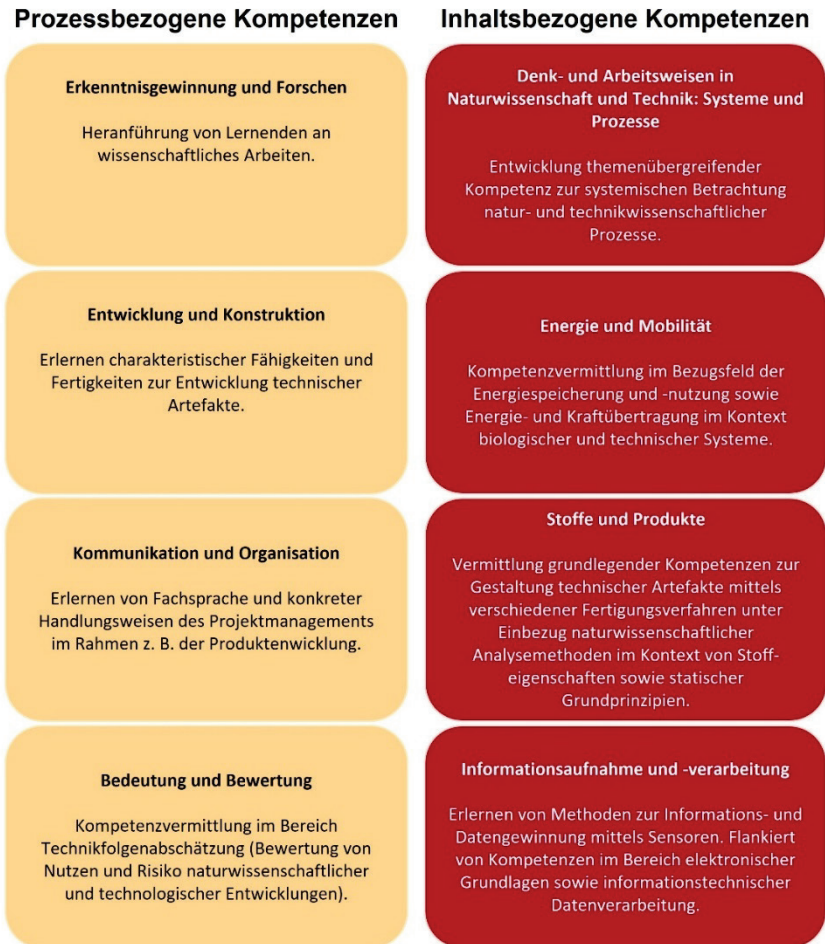 Prozessbezogene Kompetenzen
Erkenntnisgewinnung und Forschen
Heranführung von Lernenden an
wissenschaftliches Arbeiten.
Entwicklung und Konstruktion
Erlernen charakteristischer Fähigkeiten und
Fertigkeiten zur Entwicklung technischer
Artefakte.
Kommunikation und Organisation
Erlernen von Fachsprache und konkreter
Handlungsweisen des Projektmanagements
im Rahmen z. B. der Produktenwicklung.
Bedeutung und Bewertung
Kompetenzvermittlung im Bereich
Technikfolgenabschätzung (Bewertung von
Nutzen und Risiko naturwissenschaftlicher
und technologischer Entwicklungen).
Inhaltsbezogene Kompetenzen
Denk- und Arbeitsweisen in
Naturwissenschaft und Technik: Systeme und
Prozesse
Entwicklung themenübergreifender
Kompetenz zur systemischen Betrachtung
natur- und technikwissenschaftlicher
Prozesse.
Energie und Mobilität
Kompetenzvermittlung im Bezugsfeld der
Energiespeicherung und -nutzung sowie
Energie- und Kraftübertragung im Kontext
biologischer und technischer Systeme.
Stoffe und Produkte
Vermittlung grundlegender Kompetenzen zur
Gestaltung technischer Artefakte mittels
verschiedener Fertigungsverfahren unter
Einbezug naturwissenschaftlicher
Analysemethoden im Kontext von Stoff-
eigenschaften sowie statischer
Grundprinzipien.
Informationsaufnahme und -verarbeitung
Erlernen von Methoden zur Informations- und
Datengewinnung mittels Sensoren. Flankiert
von Kompetenzen im Bereich elektronischer
Grundlagen sowie informationstechnischer
Datenverarbeitung.